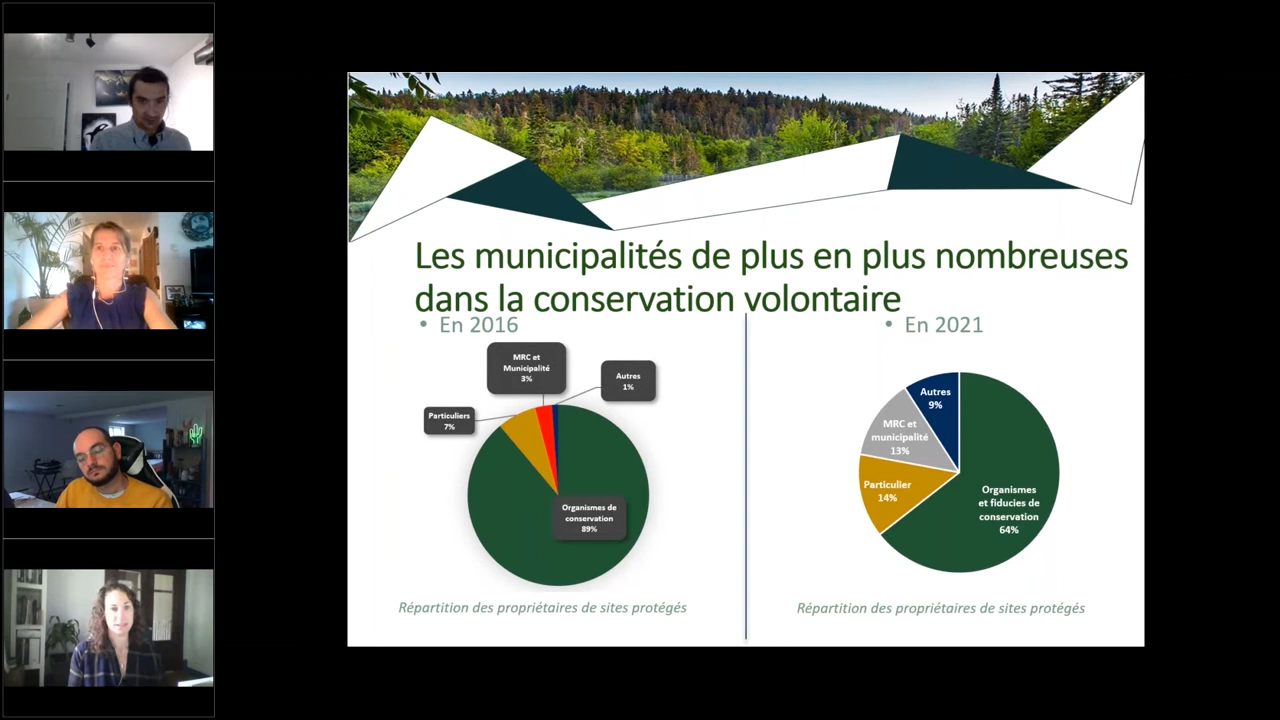 Les municipalités de plus en plus nombreuses
dans la conservation volontaire
• En 2016
MRC et
Municipalité
3%
Autres
1%
Particuliers
7%
Organismes de
conservation
89%
Répartition des propriétaires de sites protégés
• En 2021
Autres
9%
MRC et
municipalité
13%
Particulier
14%
Organismes
et fiducies de
conservation
64%
Répartition des propriétaires de sites protégés